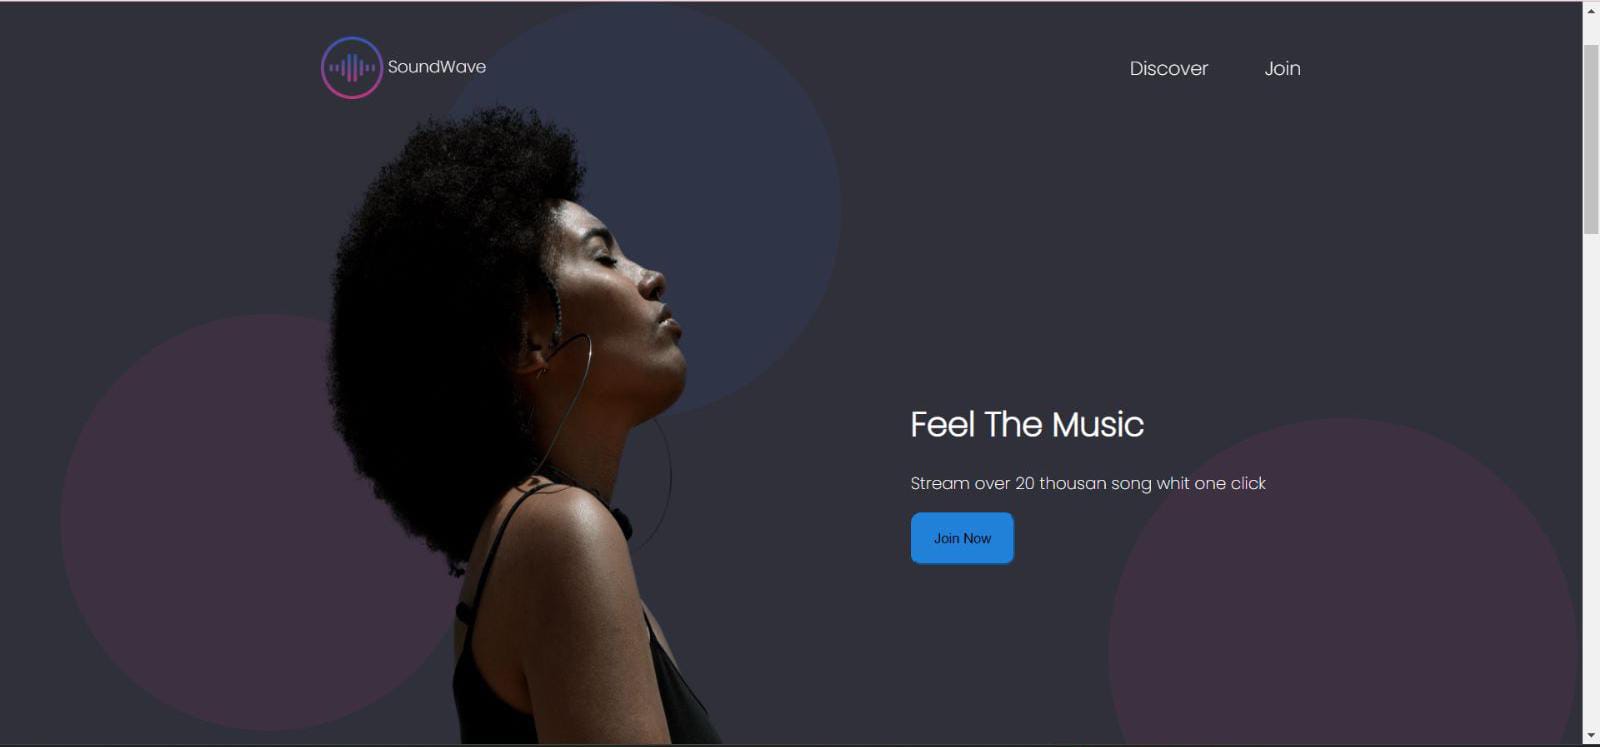 SoundWave
Discover
Join
Feel The Music
Stream over 20 thousan song whit one click
Join Now